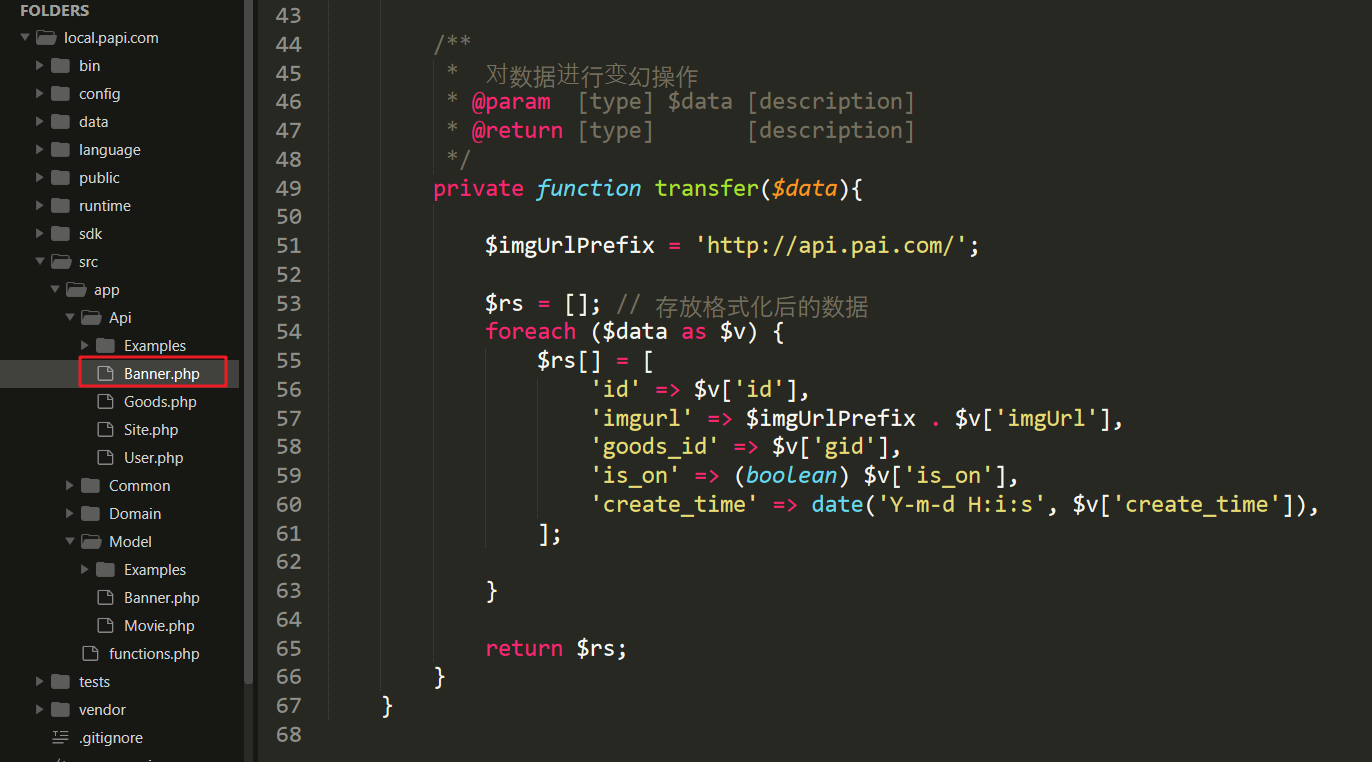 FOLDERS
local.papi.com
bin
config
data
language
public
runtime
sdk
src
app
Api
Examples
Banner.php
Goods.php
Site.php
User.php
Common
Domain
Model
Examples
Banner.php
Movie.php
functions.php
tests
vendor
.gitignore
43
44 /**
45 * 对数据进行变幻操作
46 * @param [type] $data [description]
47 * @return [type] [description]
48 */
49 private function transfer($data){
50
51 $imgUrlPrefix = 'http://api.pai.com/';
52
53 $rs = []; // 存放格式化后的数据
54 foreach ($data as $v) {
55 $rs[] = [
56 'id' => $v['id'],
57 'imgurl' => $imgUrlPrefix . $v['imgUrl'],
58 'goods_id' => $v['gid'],
59 'is_on' => (boolean) $v['is_on'],
60 'create_time' => date('Y-m-d H:i:s', $v['create_time']),
61 ];
62
63 }
64
65 return $rs;
66 }
67 }
68